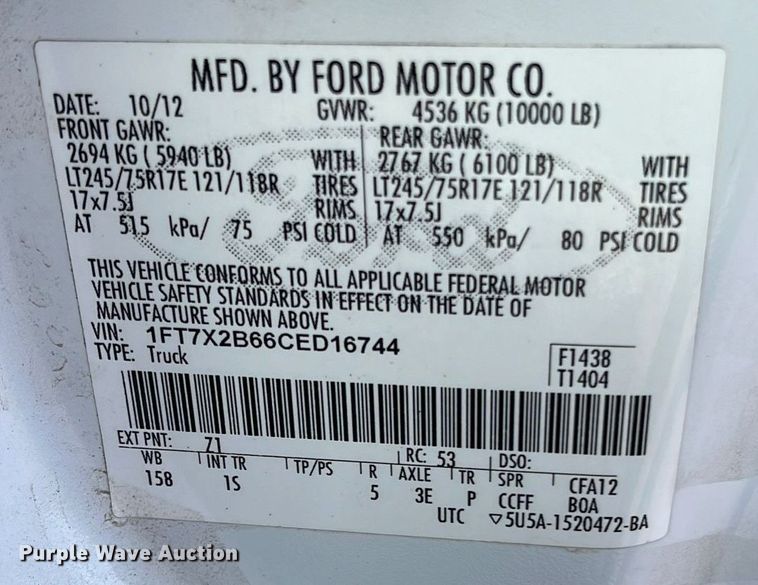 MFD. BY FORD MOTOR CO.
DATE: 10/12 GVWR: 4536 KG (10000 LB)
FRONT GAWR: REAR GAWR:
2694 KG ( 5940 LB) WITH 2767 KG ( 6100 LB) WITH
LT245/75R17E 121/118R TIRES LT245/75R17E 121/118R TIRES
17x7.5J RIMS 17x7.5J RIMS
AT 515 kPa/ 75 PSI COLD AT 550 kPa/ 80 PSI COLD
THIS VEHICLE CONFORMS TO ALL APPLICABLE FEDERAL MOTOR
VEHICLE SAFETY STANDARDS IN EFFECT ON THE DATE OF
MANUFACTURE SHOWN ABOVE.
VIN: 1FT7X2B66CED16744
TYPE: Truck
F1438
T1404
EXT PNT: 71 RC: 53 DSO:
WB INT TR TP/PS R AXLE TR SPR CFA12
158 1S 5 3E P CCFF BOA
UTC ▽5U5A-1520472-BA
Purple Wave Auction